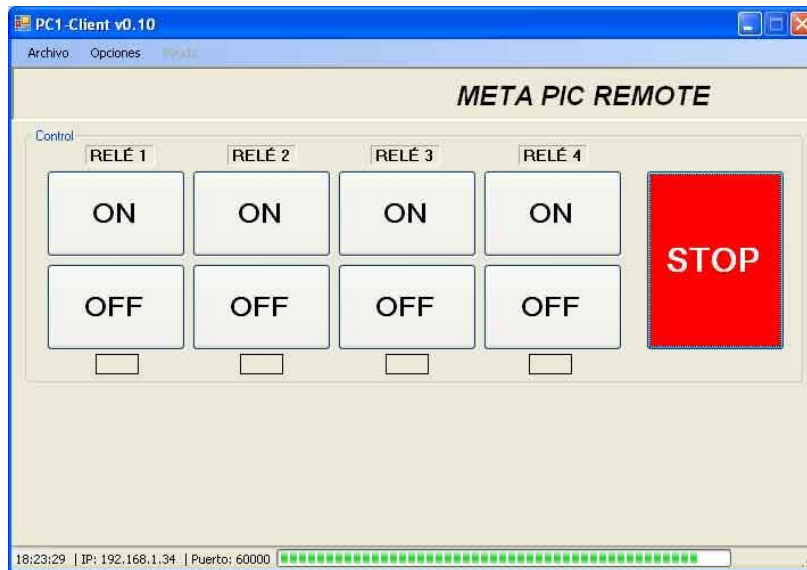 PC1-Client v0.10
Archivo Opciones Ayuda
META PIC REMOTE
Control
RELÉ 1 RELÉ 2 RELÉ 3 RELÉ 4
ON ON ON ON
STOP
OFF OFF OFF OFF
18:23:29 | IP: 192.168.1.34 | Puerto: 60000